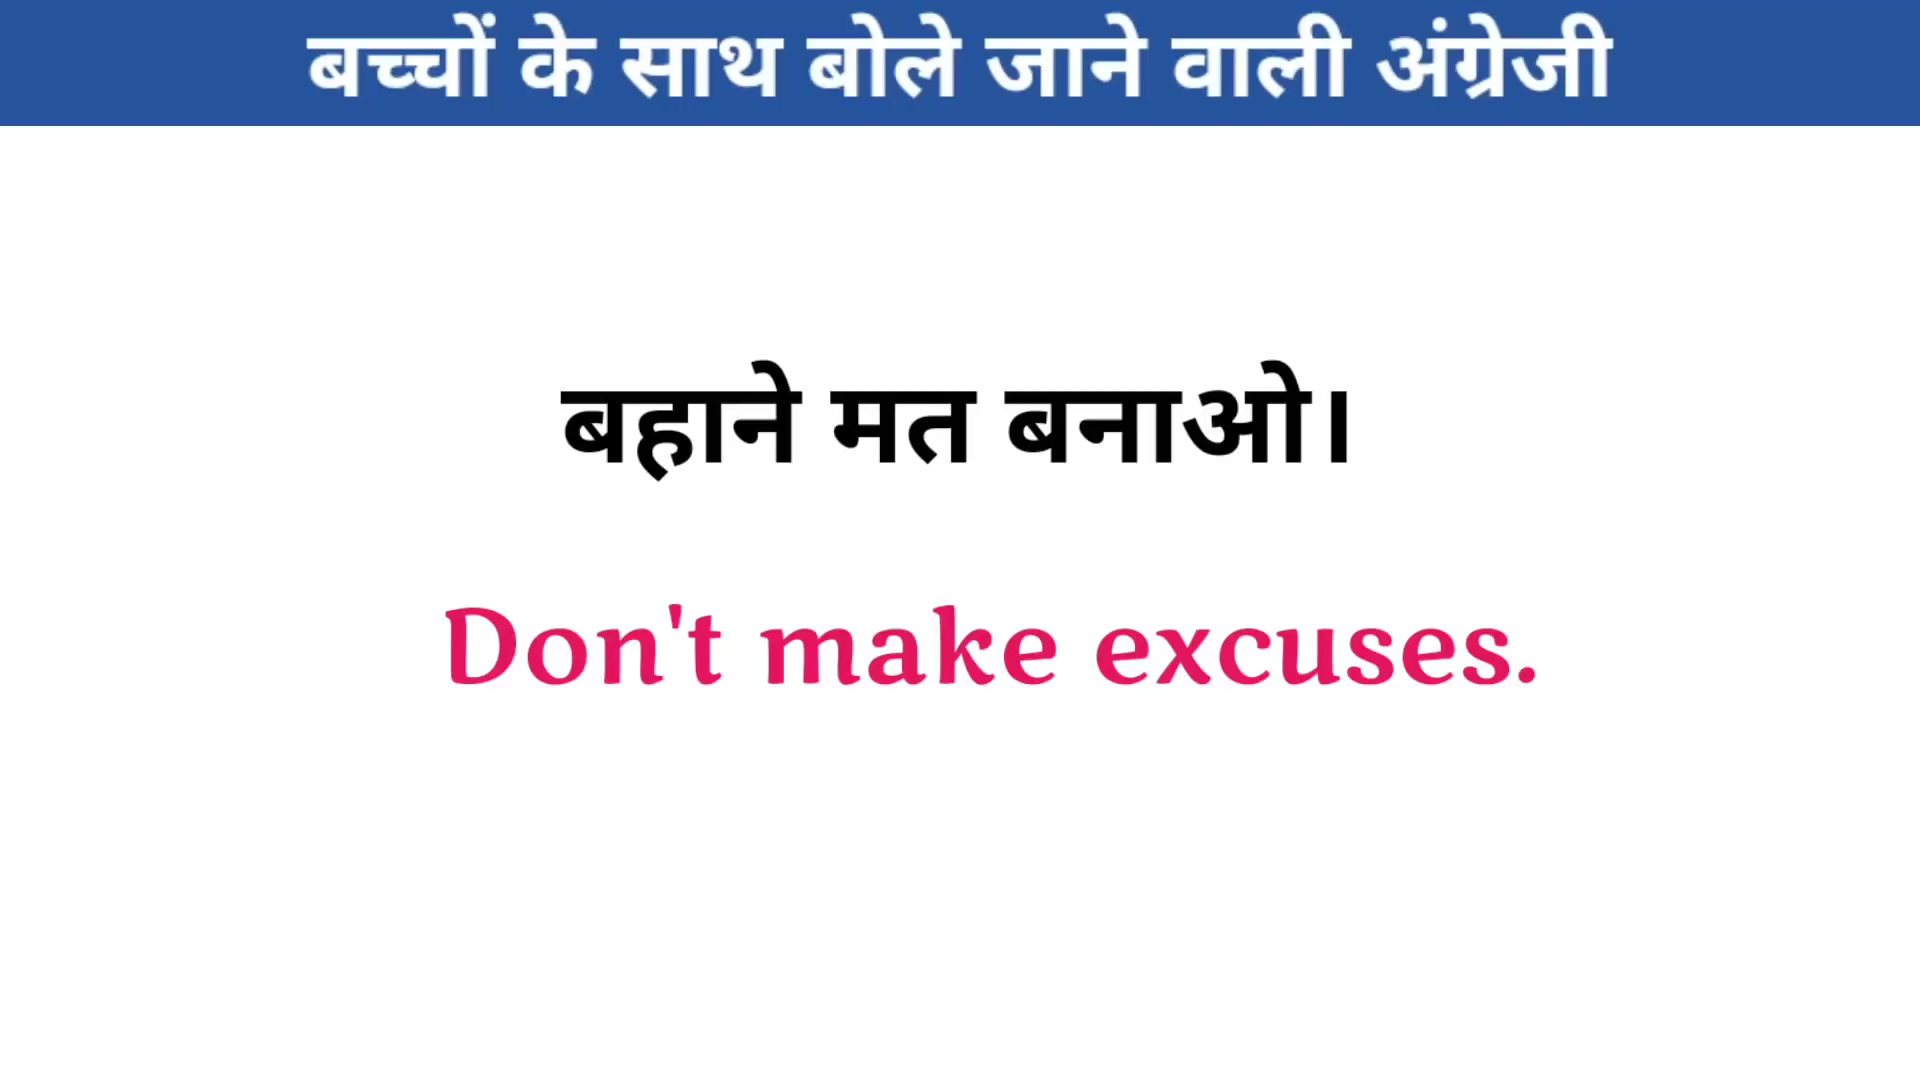 बच्चों के साथ बोले जाने वाली अंग्रेजी
बहाने मत बनाओ।
Don't make excuses.